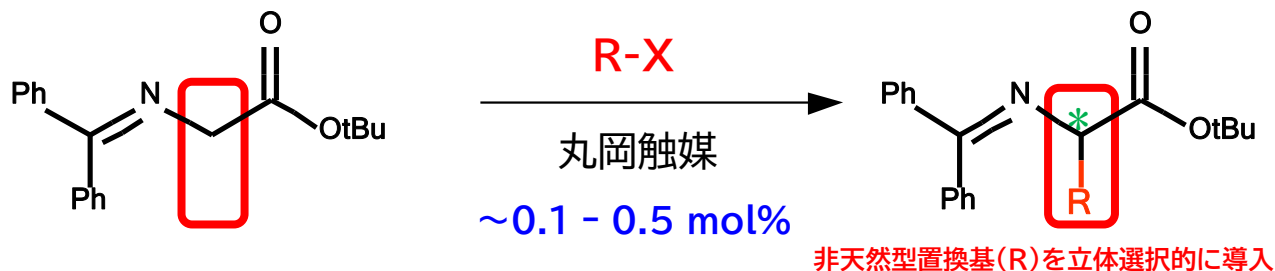 O
Ph
N
OtBu
Ph
R-X
丸岡触媒
～0.1 - 0.5 mol%
O
Ph
N
*
OtBu
Ph
R
非天然型置換基(R)を立体選択的に導入